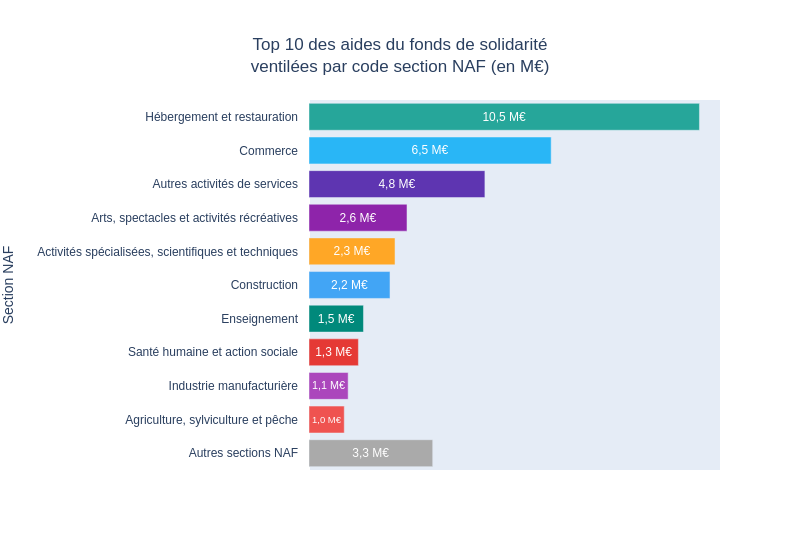 Top 10 des aides du fonds de solidarité
ventilées par code section NAF (en M€)
Section NAF
Hébergement et restauration 10,5 M€
Commerce 6,5 M€
Autres activités de services 4,8 M€
Arts, spectacles et activités récréatives 2,6 M€
Activités spécialisées, scientifiques et techniques 2,3 M€
Construction 2,2 M€
Enseignement 1,5 M€
Santé humaine et action sociale 1,3 M€
Industrie manufacturière 1,1 M€
Agriculture, sylviculture et pêche 1,0 M€
Autres sections NAF 3,3 M€